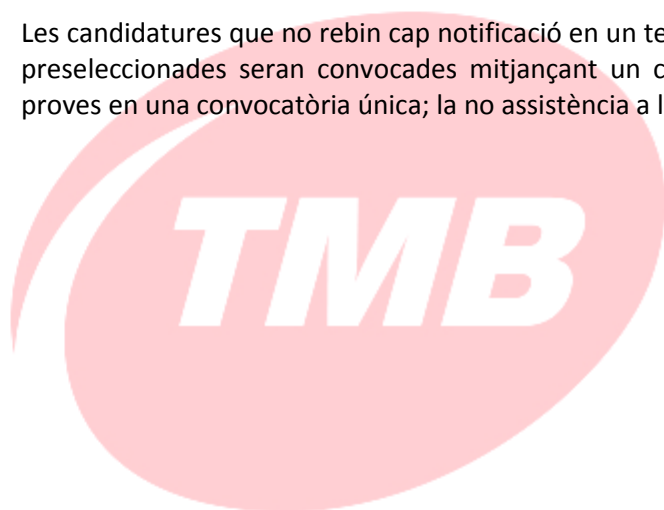 Les candidatures que no rebin cap notificació en un te
preseleccionades seran convocades mitjançant un c
proves en una convocatòria única; la no assistència a l
TMB